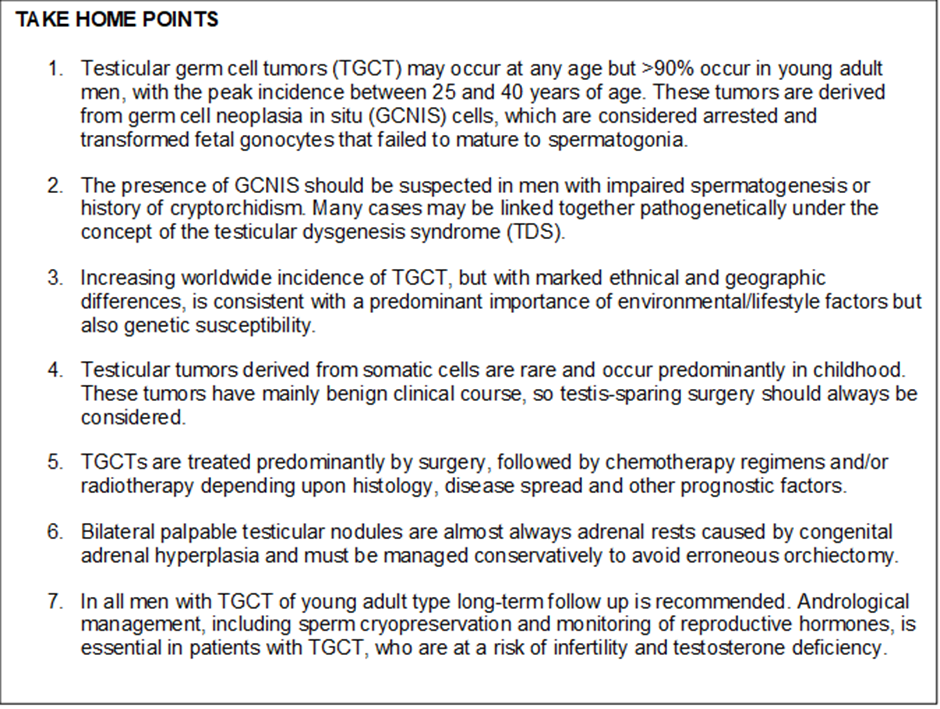 TAKE HOME POINTS
1. Testicular germ cell tumors (TGCT) may occur at any age but >90% occur in young adult
men, with the peak incidence between 25 and 40 years of age. These tumors are derived
from germ cell neoplasia in situ (GCNIS) cells, which are considered arrested and
transformed fetal gonocytes that failed to mature to spermatogonia.
2. The presence of GCNIS should be suspected in men with impaired spermatogenesis or
history of cryptorchidism. Many cases may be linked together pathogenetically under the
concept of the testicular dysgenesis syndrome (TDS).
3. Increasing worldwide incidence of TGCT, but with marked ethnical and geographic
differences, is consistent with a predominant importance of environmental/lifestyle factors but
also genetic susceptibility.
4. Testicular tumors derived from somatic cells are rare and occur predominantly in childhood.
These tumors have mainly benign clinical course, so testis-sparing surgery should always be
considered.
5. TGCTs are treated predominantly by surgery, followed by chemotherapy regimens and/or
radiotherapy depending upon histology, disease spread and other prognostic factors.
6. Bilateral palpable testicular nodules are almost always adrenal rests caused by congenital
adrenal hyperplasia and must be managed conservatively to avoid erroneous orchiectomy.
7. In all men with TGCT of young adult type long-term follow up is recommended. Andrological
management, including sperm cryopreservation and monitoring of reproductive hormones, is
essential in patients with TGCT, who are at a risk of infertility and testosterone deficiency.